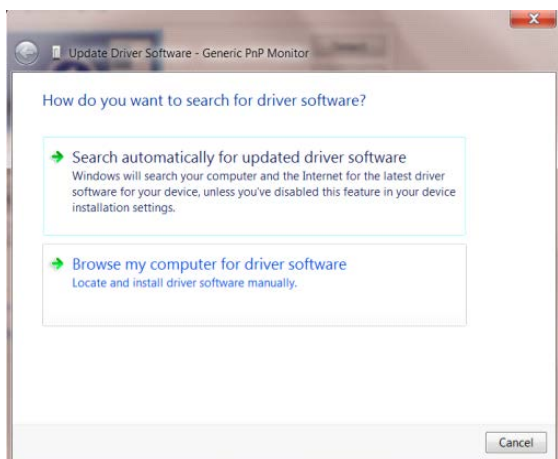 Update Driver Software - Generic PnP Monitor
How do you want to search for driver software?
Search automatically for updated driver software
Windows will search your computer and the Internet for the latest driver
software for your device, unless you've disabled this feature in your device
installation settings.
Browse my computer for driver software
Locate and install driver software manually.
Cancel